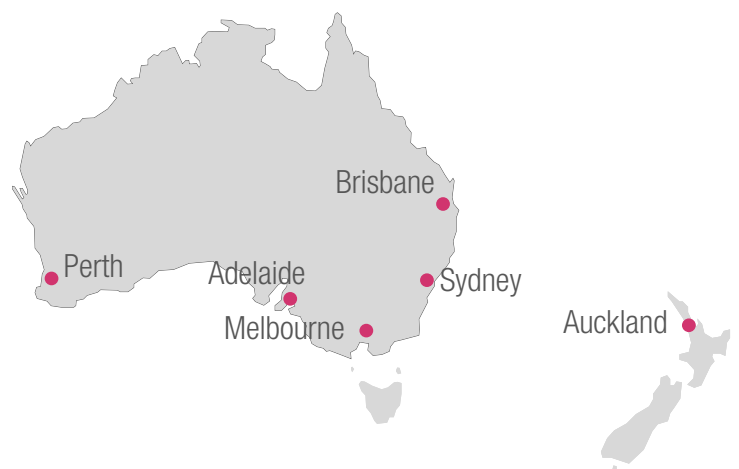 Brisbane
Perth
Adelaide
Sydney
Melbourne
Auckland